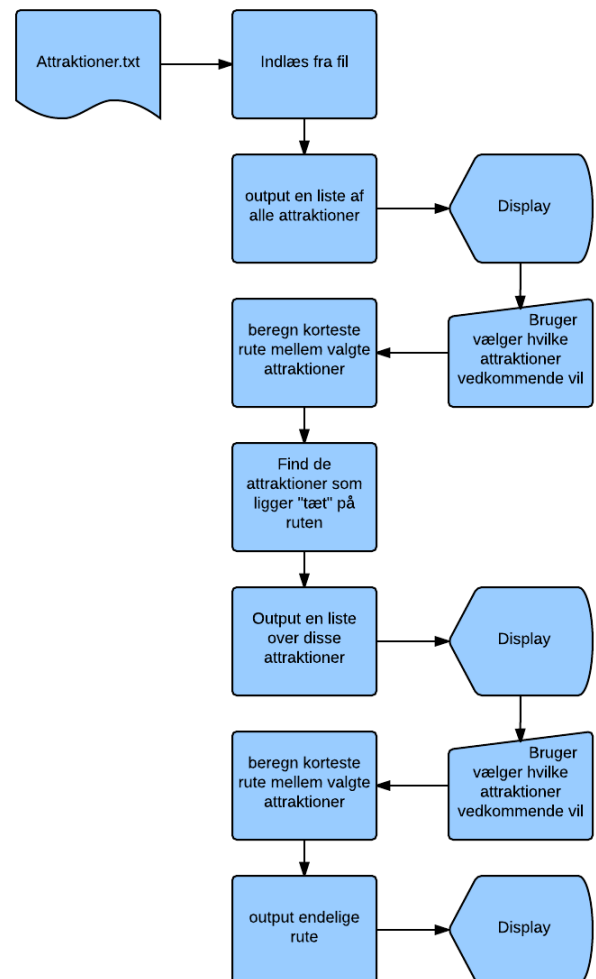 Attraktioner.txt
Indlæs fra fil
output en liste af
alle attraktioner
Display
Bruger
vælger hvilke
attraktioner
vedkommende vil
beregn korteste
rute mellem valgte
attraktioner
Find de
attraktioner som
ligger "tæt" på
ruten
Output en liste
over disse
attraktioner
Display
Bruger
vælger hvilke
attraktioner
vedkommende vil
beregn korteste
rute mellem valgte
attraktioner
output endelige
rute
Display